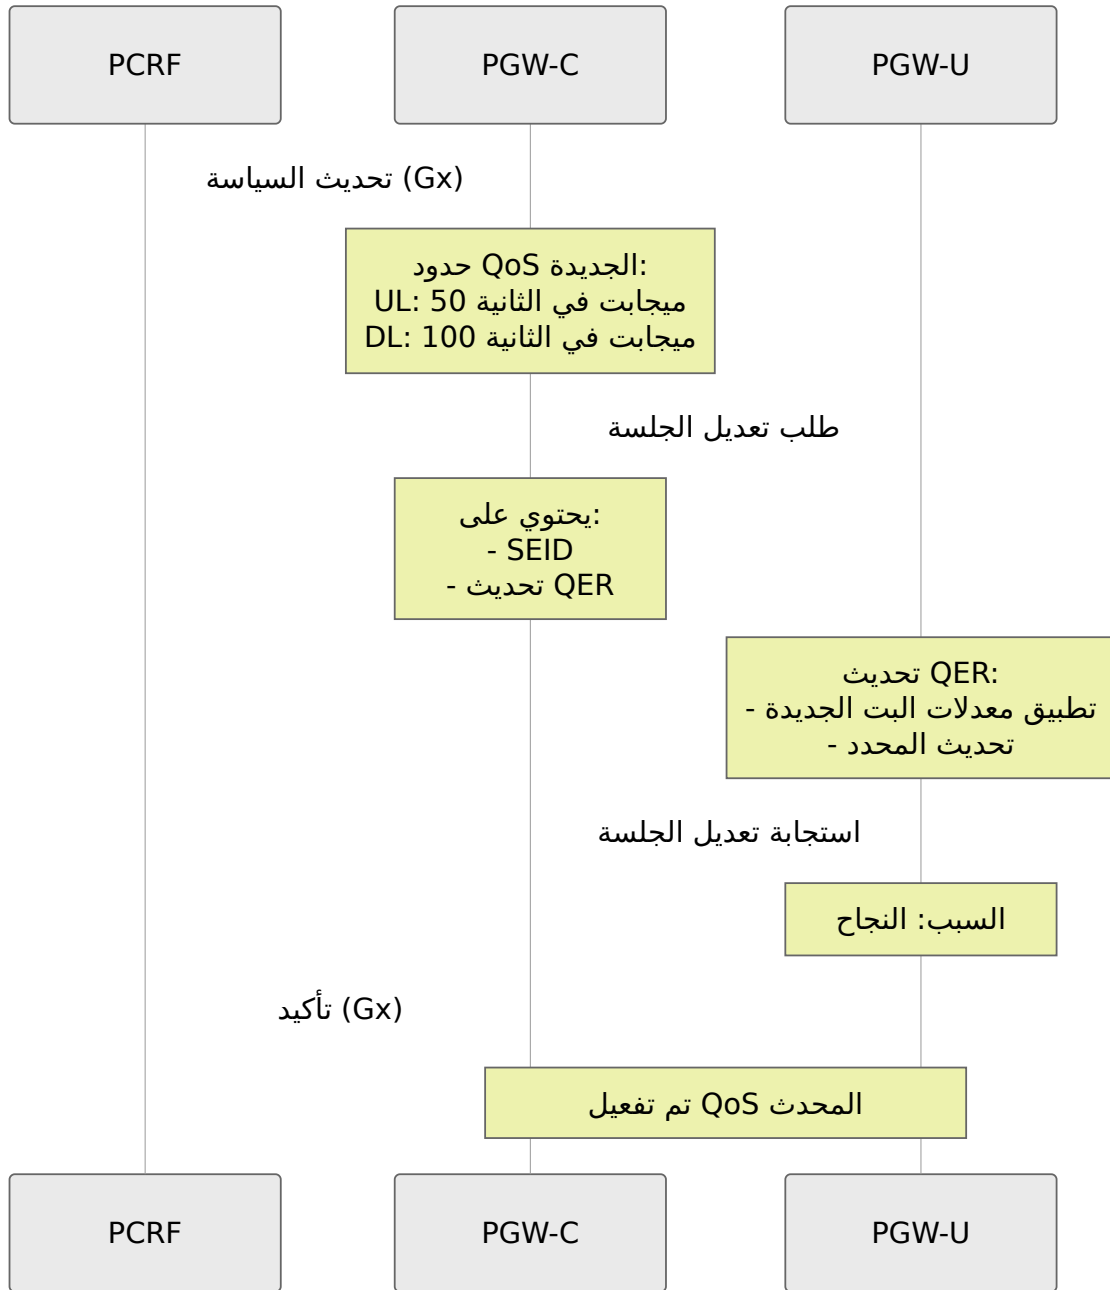 PCRF
PGW-C
PGW-U
تحديث السياسة (Gx)
حدود QoS الجديدة:
UL: 50 ميجابت في الثانية
DL: 100 ميجابت في الثانية
طلب تعديل الجلسة
يحتوي على:
- SEID
- تحديث QER
تحديث QER:
- تطبيق معدلات البت الجديدة
- تحديث المحدد
استجابة تعديل الجلسة
السبب: النجاح
تأكيد (Gx)
تم تفعيل QoS المحدث
PCRF
PGW-C
PGW-U